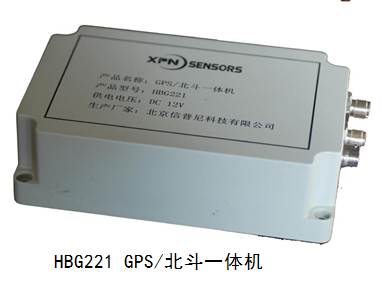 XPN SENSORS
产品名称：GPS/北斗一体机
产品型号：HBG221
供电电压：DC 12V
生产厂家：北京信普尼科技有限公司
HBG221 GPS/北斗一体机